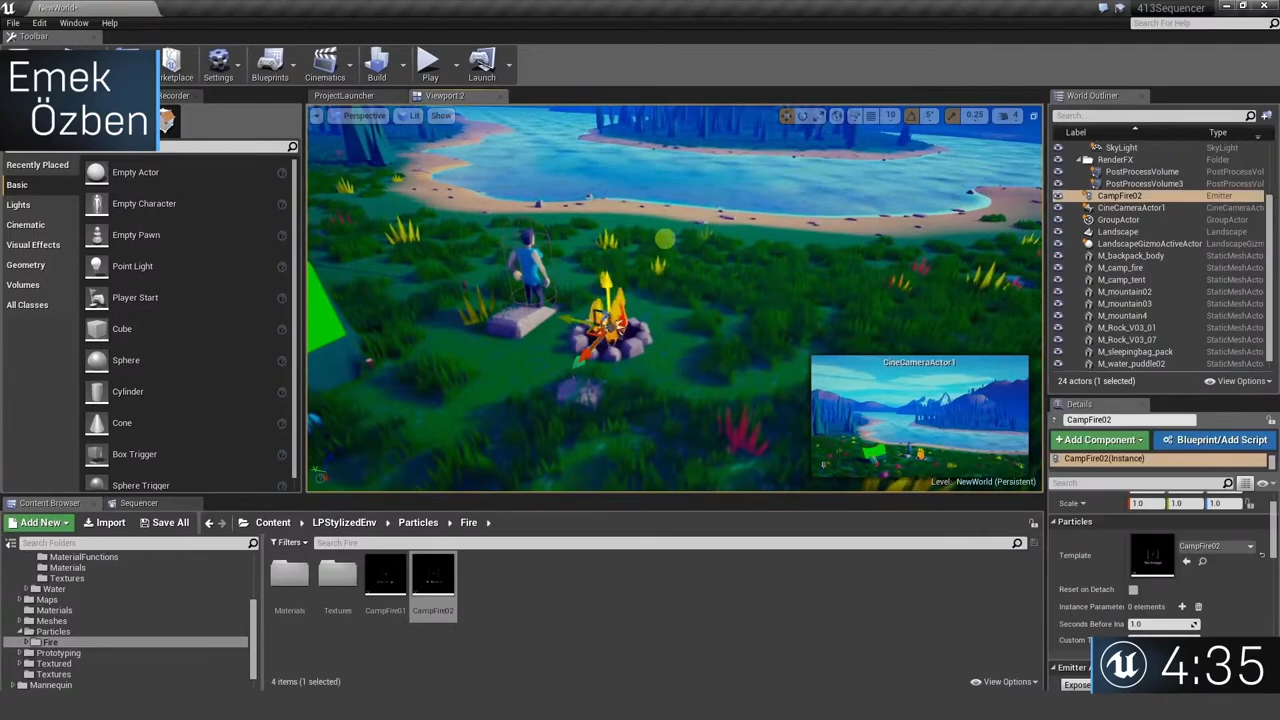 NewWorld*
413Sequencer
File Edit Window Help
Search For Help
Toolbar
Emek
Özben
Settings
Blueprints
Cinematics
Build
Play
Launch
ProjectLauncher
Viewport 2
World Outliner
Perspective
Lit
Show
10
5°
0.25
4
Search...
Label
Type
Recently Placed
Basic
Lights
Cinematic
Visual Effects
Geometry
Volumes
All Classes
Empty Actor
Empty Character
Empty Pawn
Point Light
Player Start
Cube
Sphere
Cylinder
Cone
Box Trigger
Sphere Trigger
SkyLight SkyLight
RenderFX Folder
PostProcessVolume PostProcessVol
PostProcessVolume3 PostProcessVol
CampFire02 Emitter
CineCameraActor1 CineCameraAct
GroupActor GroupActor
Landscape Landscape
LandscapeGizmoActiveActor LandscapeGizm
M_backpack_body StaticMeshActo
M_camp_fire StaticMeshActo
M_camp_tent StaticMeshActo
M_mountain02 StaticMeshActo
M_mountain03 StaticMeshActo
M_mountain4 StaticMeshActo
M_Rock_V03_01 StaticMeshActo
M_Rock_V03_07 StaticMeshActo
M_sleepingbag_pack StaticMeshActo
M_water_puddle02 StaticMeshActo
24 actors (1 selected)
View Options
CineCameraActor1
Level: NewWorld (Persistent)
Details
CampFire02
+Add Component
Blueprint/Add Script
CampFire02(Instance)
Search
Scale 1.0 1.0 1.0
Particles
Template
CampFire02
Reset on Detach
Instance Parameter 0 elements
Seconds Before Ina 1.0
Custom T
Emitter A
Expose
Content Browser
Sequencer
Add New
Import
Save All
Content
LPStylizedEnv
Particles
Fire
Search Folders
Filters
Search Fire
MaterialFunctions
Materials
Textures
Water
Maps
Materials
Meshes
Particles
Fire
Prototyping
Textured
Textures
Mannequin
Materials
Textures
CampFire01
CampFire02
4 items (1 selected)
View Options
4:35